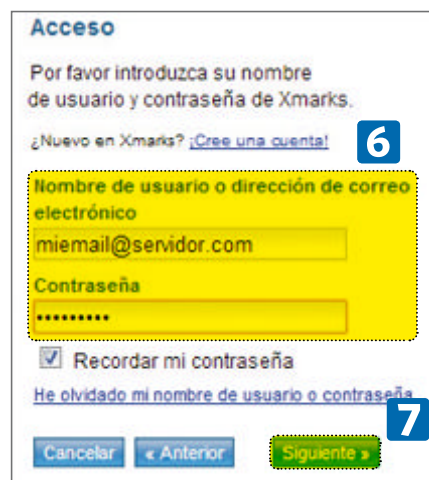 Acceso
Por favor introduzca su nombre
de usuario y contraseña de Xmarks.
¿Nuevo en Xmarks? ¡Cree una cuenta!
6
Nombre de usuario o dirección de correo
electrónico
miemail@servidor.com
Contraseña
•••••••••
Recordar mi contraseña
He olvidado mi nombre de usuario o contraseña
7
Cancelar « Anterior Siguiente »